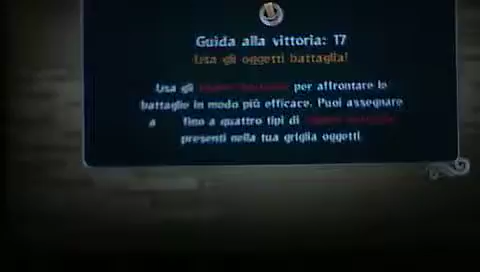 Guida alla vittoria: 17
Usa gli oggetti battaglia!
Usa gli per affrontare le
battaglie in modo più efficace. Puoi assegnare
a fino a quattro tipi di
presenti nella tua griglia oggetti.